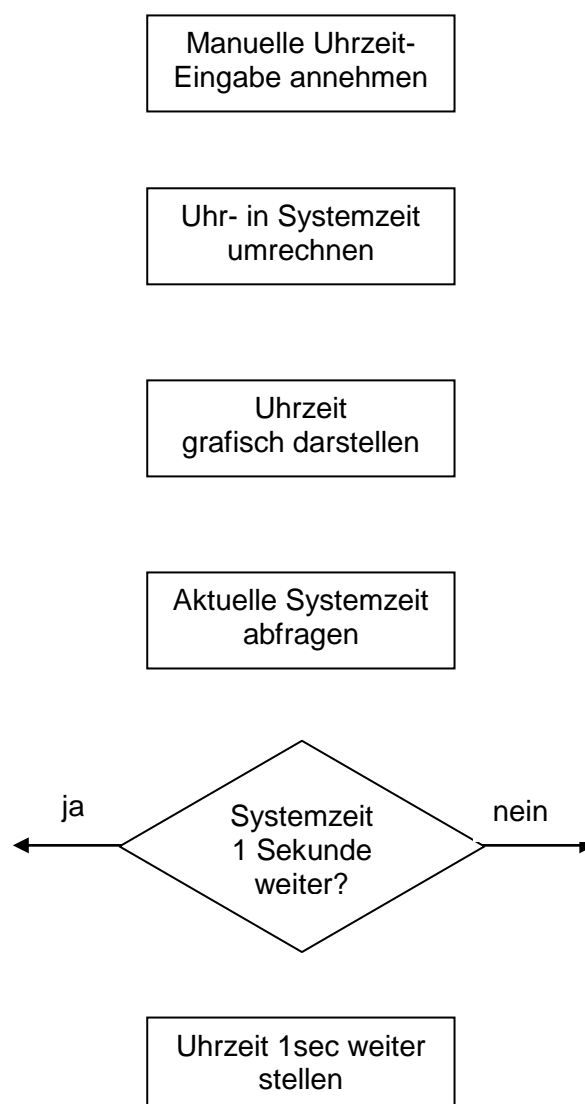 Manuelle Uhrzeit-
Eingabe annehmen
Uhr- in Systemzeit
umrechnen
Uhrzeit
grafisch darstellen
Aktuelle Systemzeit
abfragen
ja
nein
Systemzeit
1 Sekunde
weiter?
Uhrzeit 1sec weiter
stellen